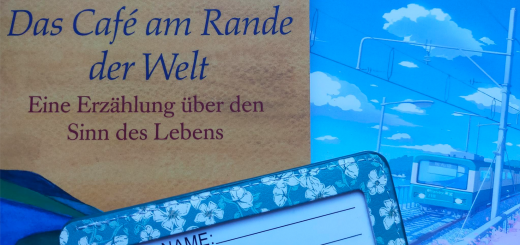 Das Café am Rande
der Welt
Eine Erzählung über den
Sinn des Lebens
NAME: